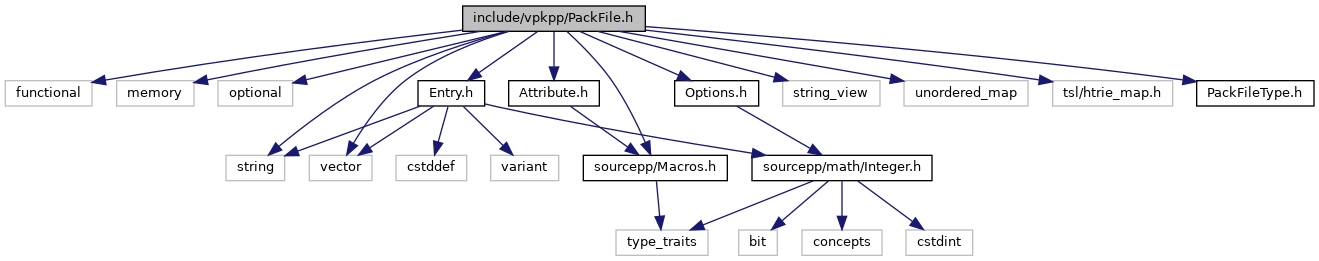 include/vpkpp/PackFile.h
functional
memory
optional
Entry.h
Attribute.h
Options.h
string_view
unordered_map
tsl/htrie_map.h
PackFileType.h
string
vector
cstddef
variant
sourcepp/Macros.h
sourcepp/math/Integer.h
type_traits
bit
concepts
cstdint